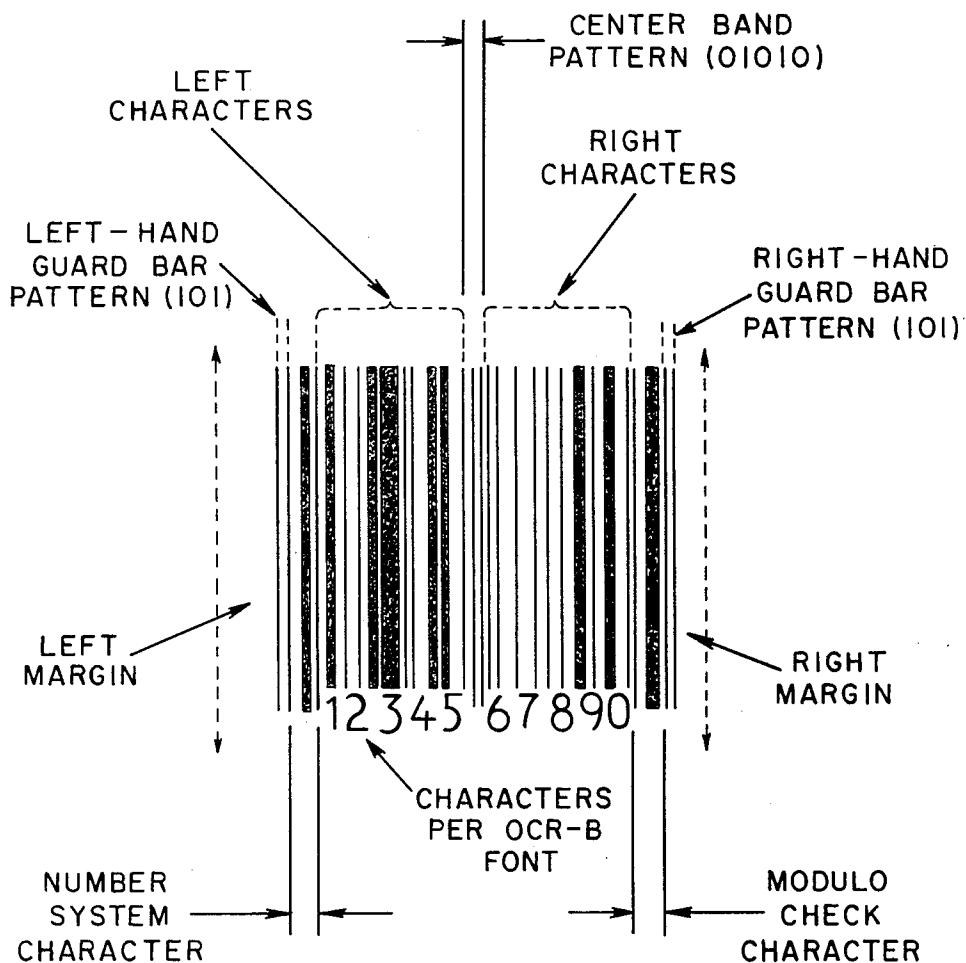 CENTER BAND
PATTERN (01010)
LEFT
CHARACTERS
RIGHT
CHARACTERS
LEFT-HAND
GUARD BAR
PATTERN (101)
RIGHT-HAND
GUARD BAR
PATTERN (101)
LEFT
MARGIN
RIGHT
MARGIN
12345 67890
CHARACTERS
PER OCR-B
FONT
NUMBER
SYSTEM
CHARACTER
MODULO
CHECK
CHARACTER